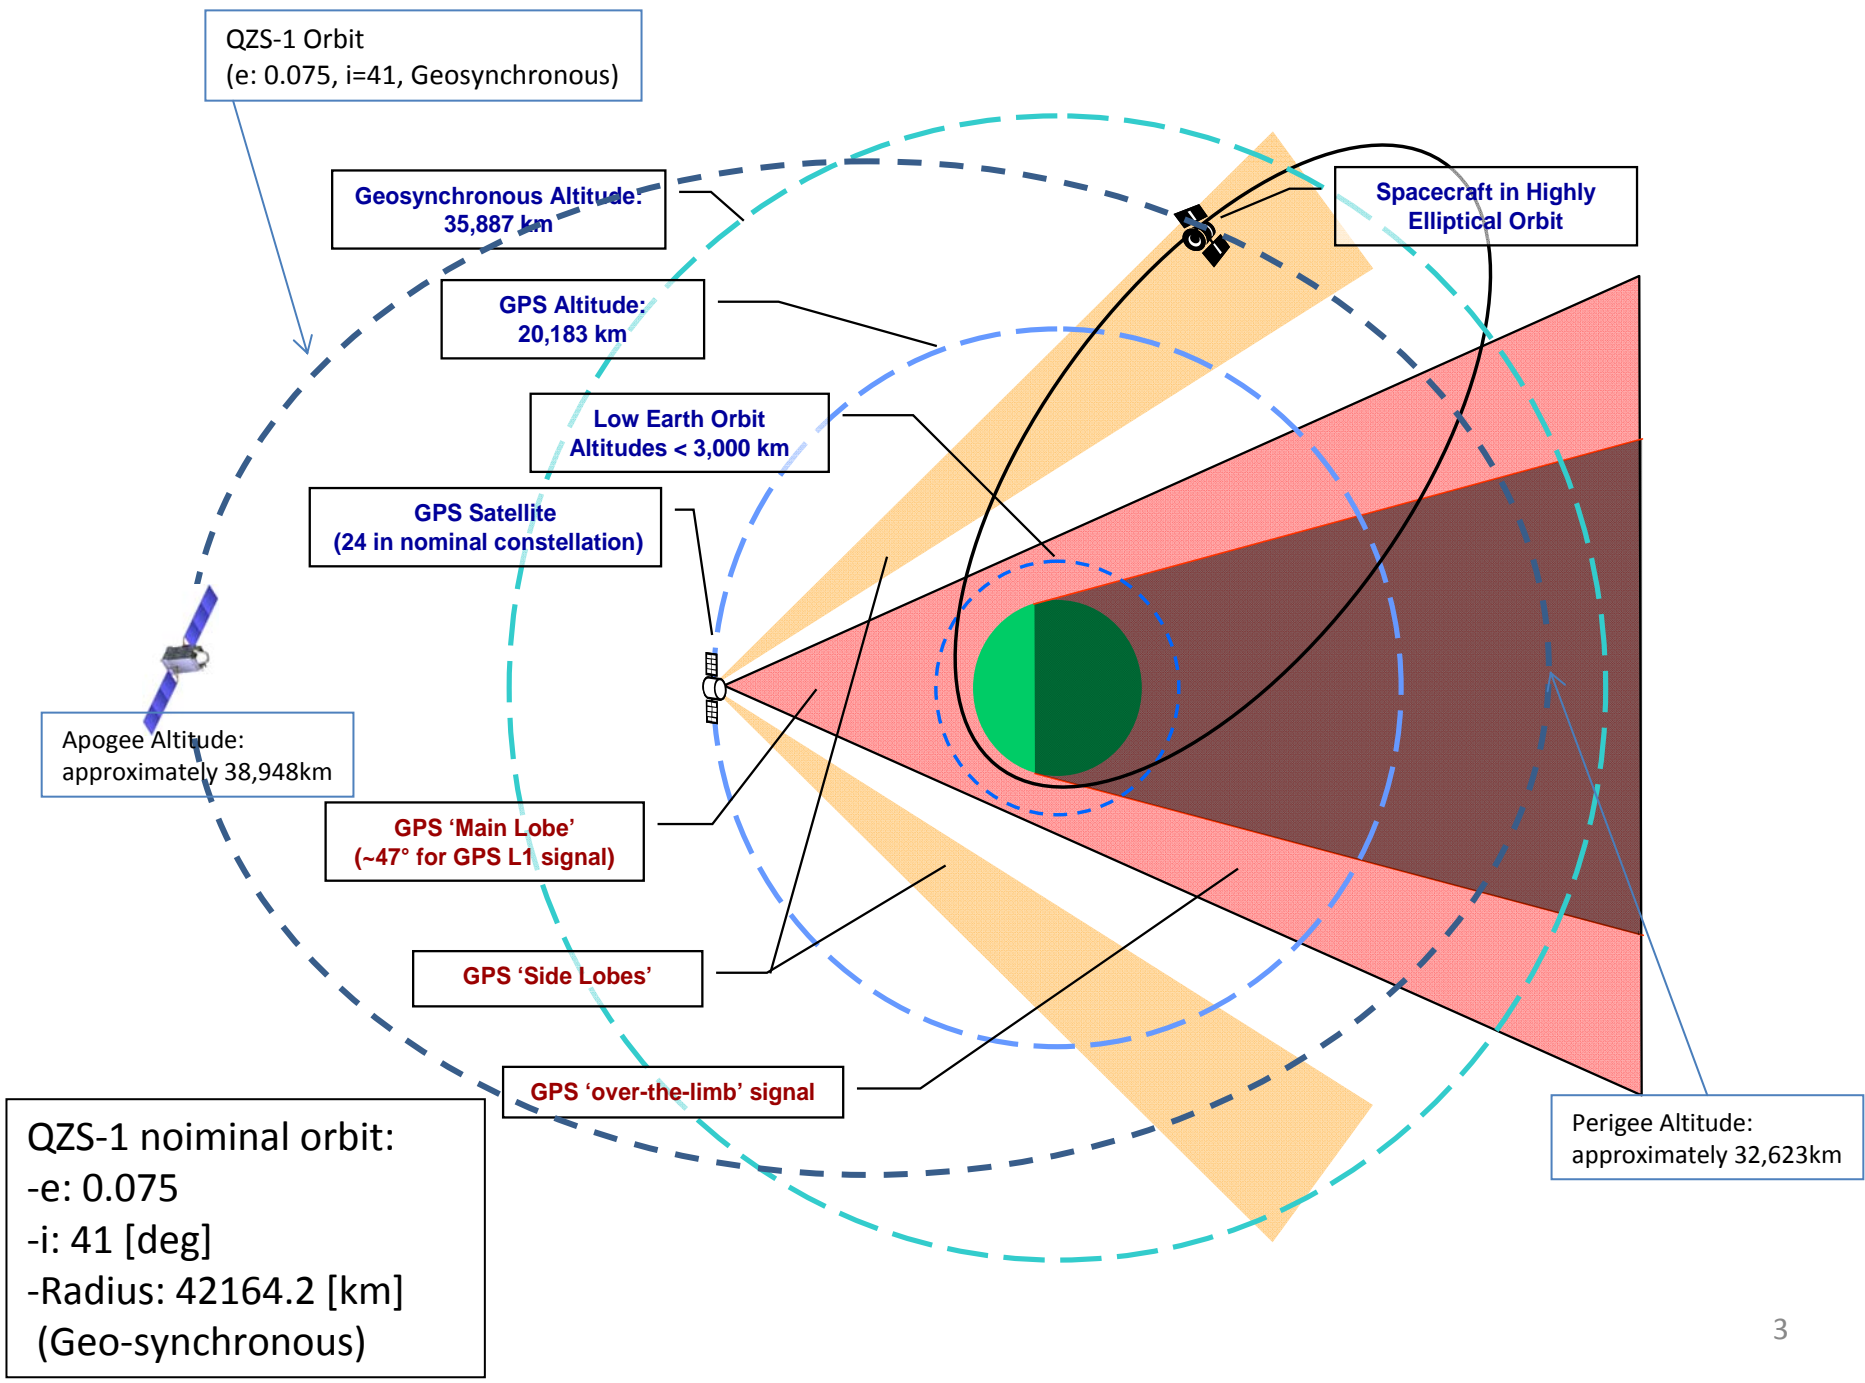 QZS-1 Orbit
(e: 0.075, i=41, Geosynchronous)
Geosynchronous Altitude:
35,887 km
Spacecraft in Highly
Elliptical Orbit
GPS Altitude:
20,183 km
Low Earth Orbit
Altitudes < 3,000 km
GPS Satellite
(24 in nominal constellation)
Apogee Altitude:
approximately 38,948km
GPS ‘Main Lobe’
(~47° for GPS L1 signal)
GPS ‘Side Lobes’
GPS ‘over-the-limb’ signal
Perigee Altitude:
approximately 32,623km
QZS-1 noiminal orbit:
-e: 0.075
-i: 41 [deg]
-Radius: 42164.2 [km]
(Geo-synchronous)
3